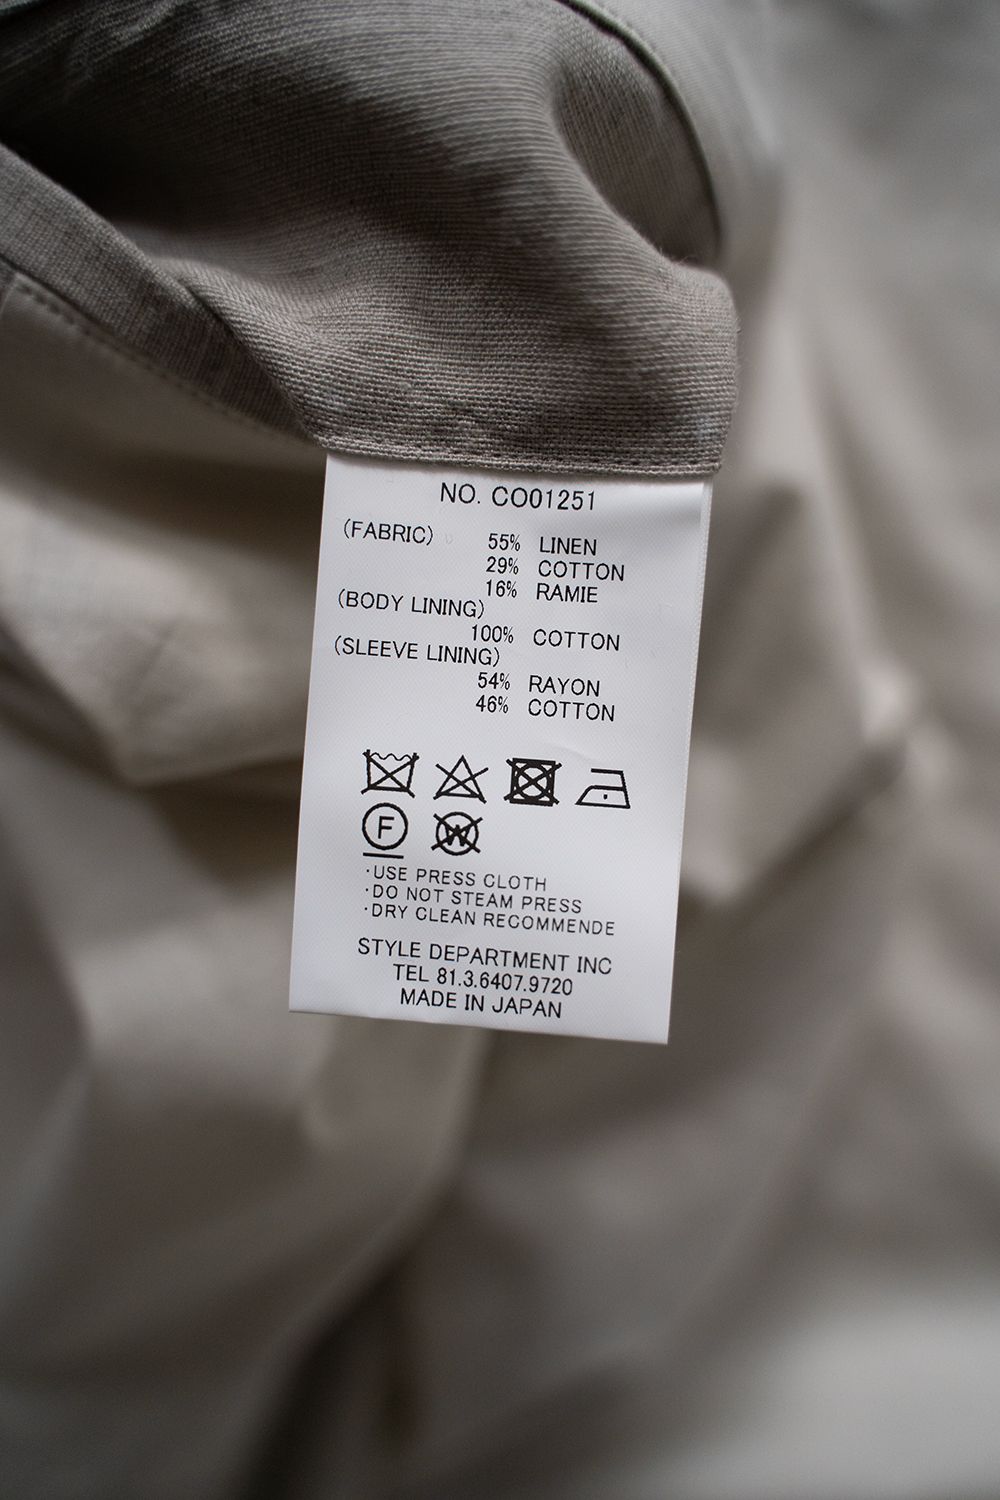 NO. CO01251
(FABRIC) 55% LINEN
29% COTTON
16% RAMIE
(BODY LINING)
100% COTTON
(SLEEVE LINING)
54% RAYON
46% COTTON
F W
·USE PRESS CLOTH
·DO NOT STEAM PRESS
·DRY CLEAN RECOMMENDE
STYLE DEPARTMENT INC
TEL 81.3.6407.9720
MADE IN JAPAN